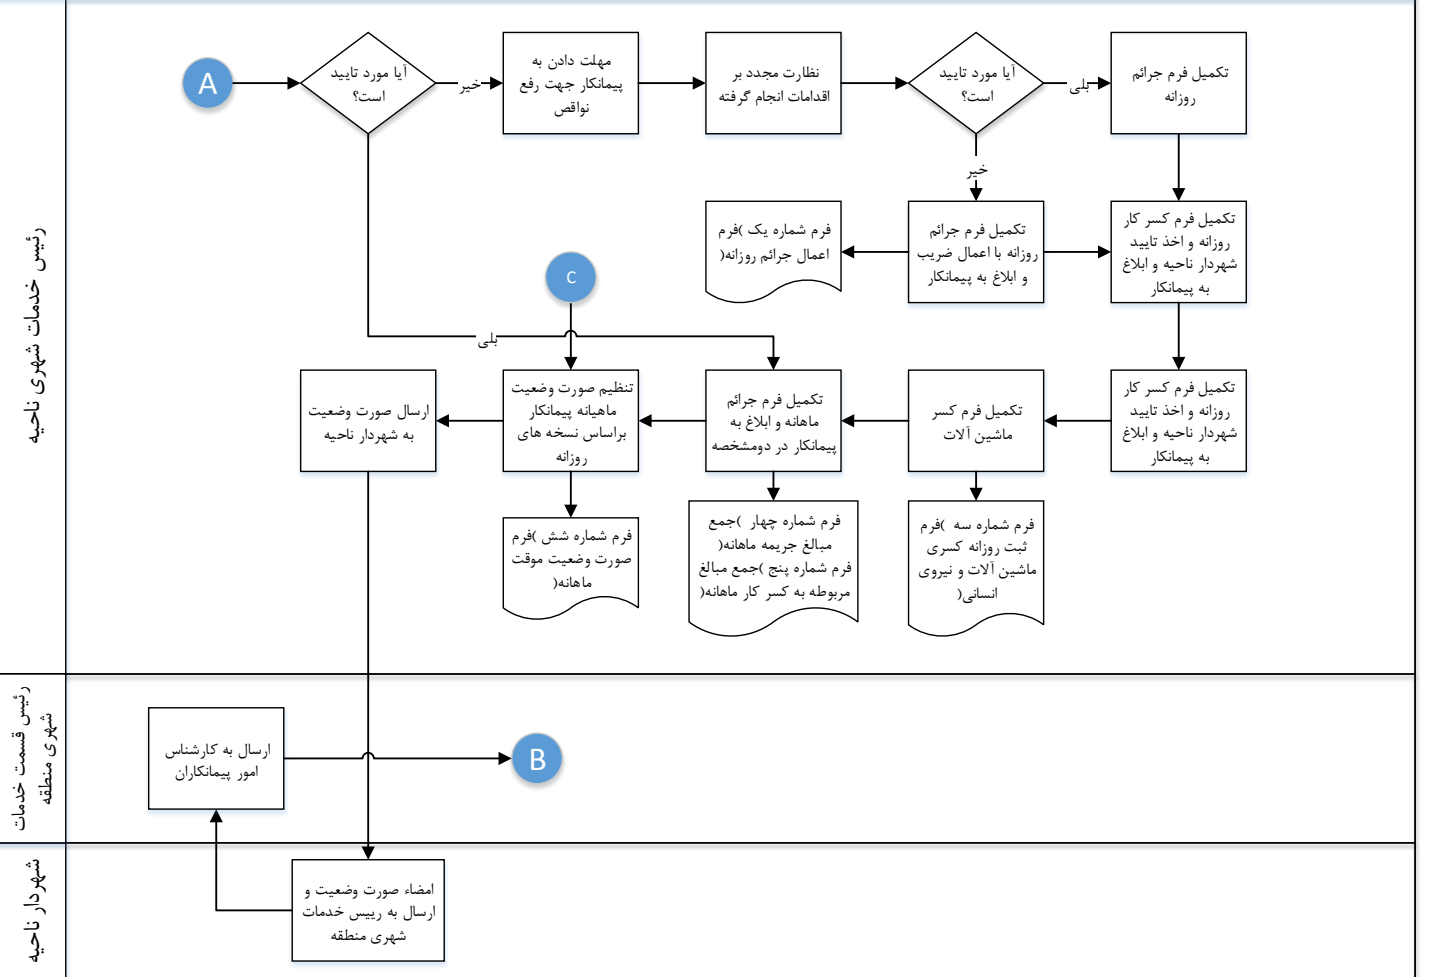 رئیس خدمات شهری ناحیه
A
آیا مورد تایید
است؟
خیر
مهلت دادن به
پیمانکار جهت رفع
نواقص
نظارت مجدد بر
اقدامات انجام گرفته
آیا مورد تایید
است؟
بلی
تکمیل فرم جرائم
روزانه
خیر
تکمیل فرم کسر کار
روزانه و اخذ تایید
شهردار ناحیه و ابلاغ
به پیمانکار
تکمیل فرم جرائم
روزانه با اعمال ضریب
و ابلاغ به پیمانکار
فرم شماره یک )فرم
اعمال جرائم روزانه(
C
بلی
تکمیل فرم کسر کار
روزانه و اخذ تایید
شهردار ناحیه و ابلاغ
به پیمانکار
تکمیل فرم کسر
ماشین آلات
تکمیل فرم جرائم
ماهانه و ابلاغ به
پیمانکار در دومشخصه
تنظیم صورت وضعیت
ماهیانه پیمانکار
براساس نسخه های
روزانه
ارسال صورت وضعیت
به شهردار ناحیه
فرم شماره سه )فرم
ثبت روزانه کسری
ماشین آلات و نیروی
انسانی(
فرم شماره چهار )جمع
مبالغ جریمه ماهانه(
فرم شماره پنج )جمع مبالغ
مربوطه به کسر کار ماهانه(
فرم شماره شش )فرم
صورت وضعیت موقت
ماهانه(
رئیس قسمت خدمات
شهری منطقه
ارسال به کارشناس
امور پیمانکاران
B
شهردار ناحیه
امضاء صورت وضعیت و
ارسال به رییس خدمات
شهری منطقه